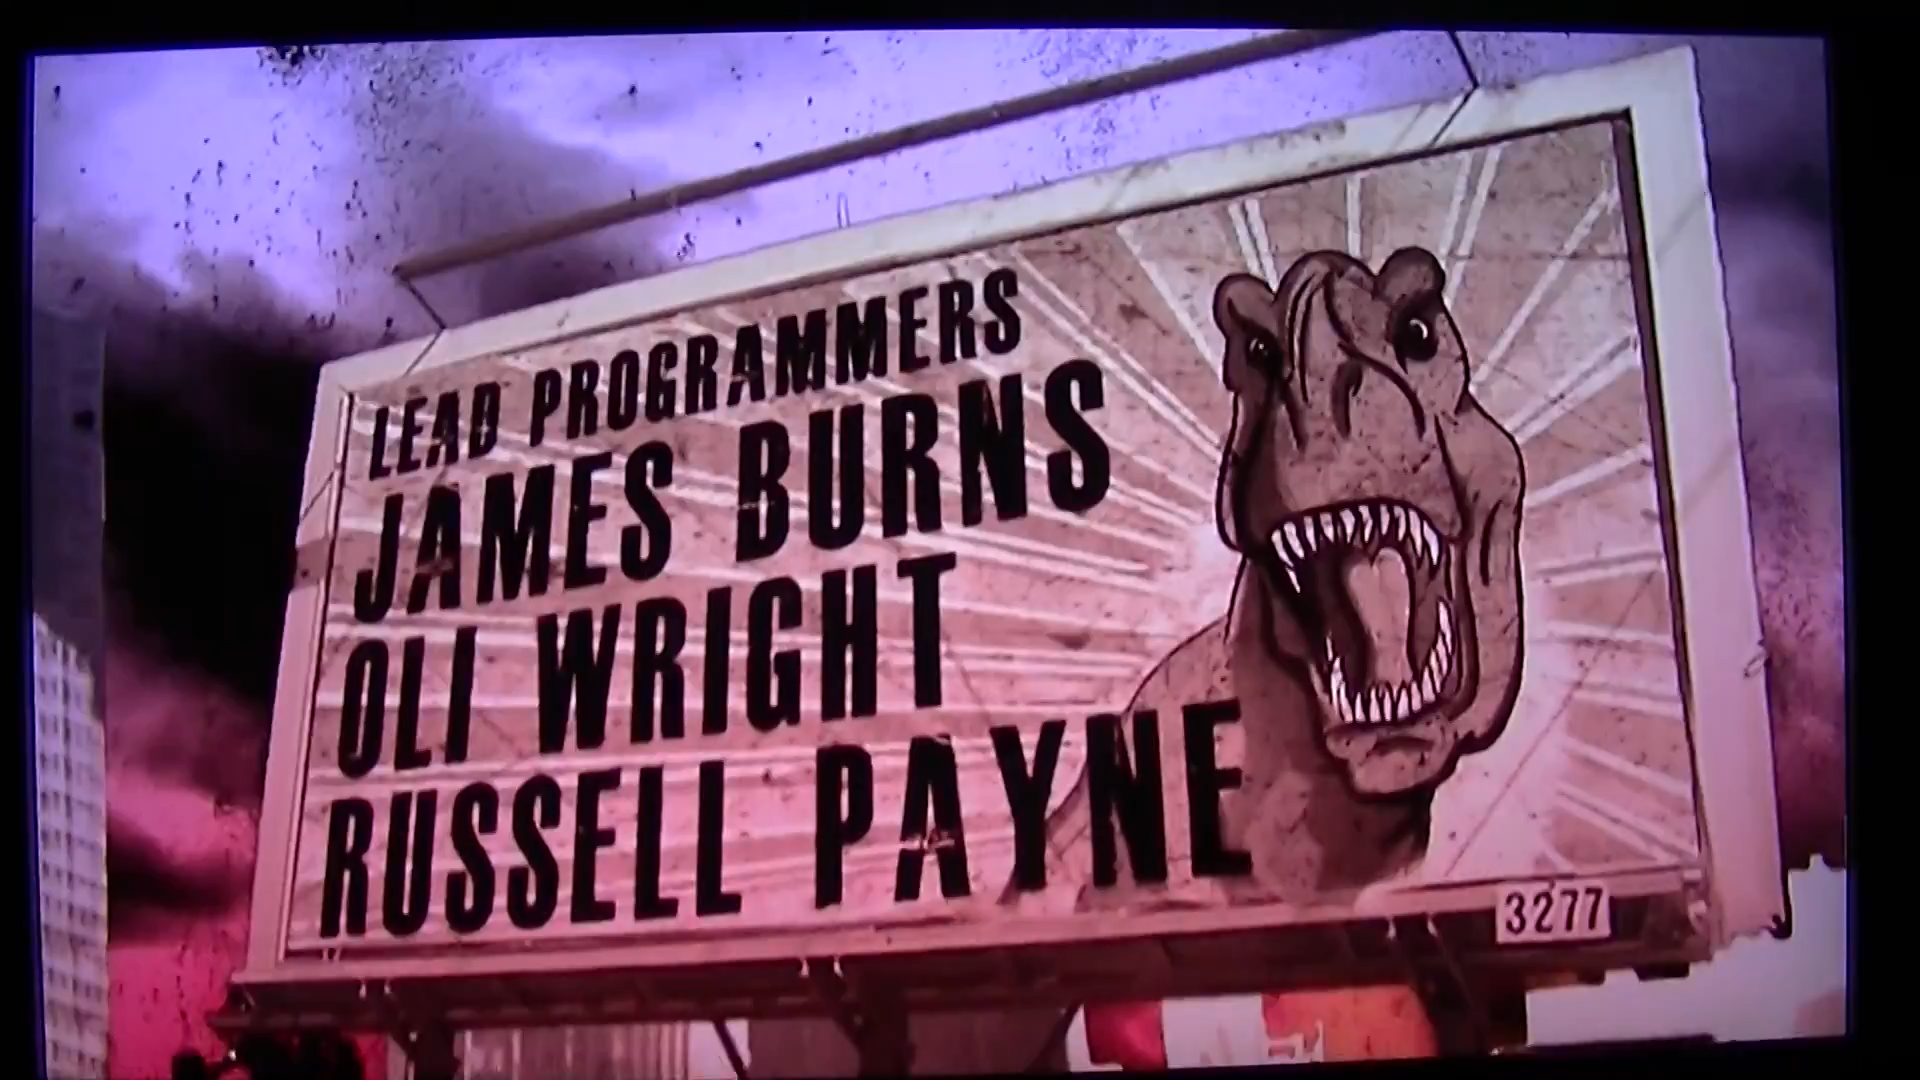 LEAD PROGRAMMERS
JAMES BURNS
OLI WRIGHT
RUSSELL PAYNE
3277